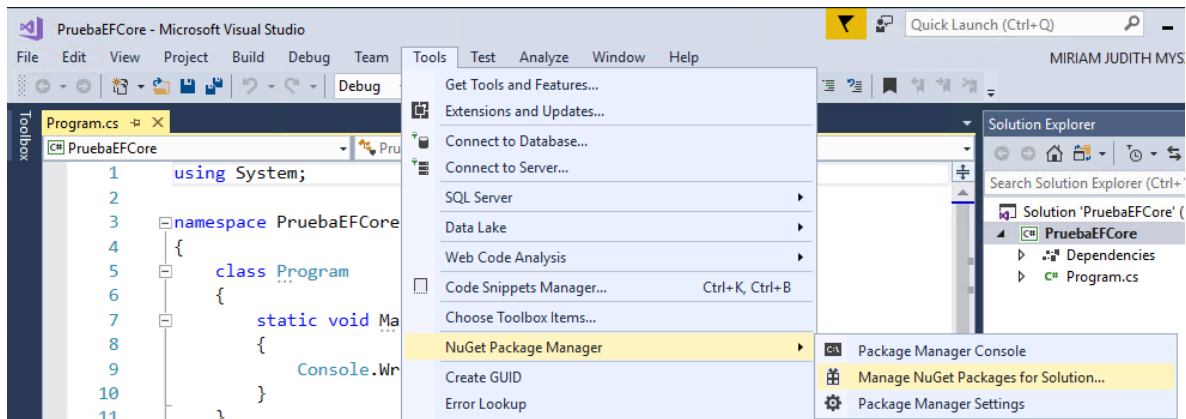 PruebaEFCore - Microsoft Visual Studio
Quick Launch (Ctrl+Q)
File Edit View Project Build Debug Team Tools Test Analyze Window Help
MIRIAM JUDITH MYS
Debug
Toolbox
Program.cs
C# PruebaEFCore
Pru
1 using System;
2
3 namespace PruebaEFCore
4 {
5 class Program
6 {
7 static void Ma
8 {
9 Console.Wr
10 }
11 }
Get Tools and Features...
Extensions and Updates...
Connect to Database...
Connect to Server...
SQL Server
Data Lake
Web Code Analysis
Code Snippets Manager... Ctrl+K, Ctrl+B
Choose Toolbox Items...
NuGet Package Manager
Create GUID
Error Lookup
C:\ Package Manager Console
Manage NuGet Packages for Solution...
Package Manager Settings
Solution Explorer
Search Solution Explorer (Ctrl+
Solution 'PruebaEFCore' (
C# PruebaEFCore
Dependencies
C# Program.cs